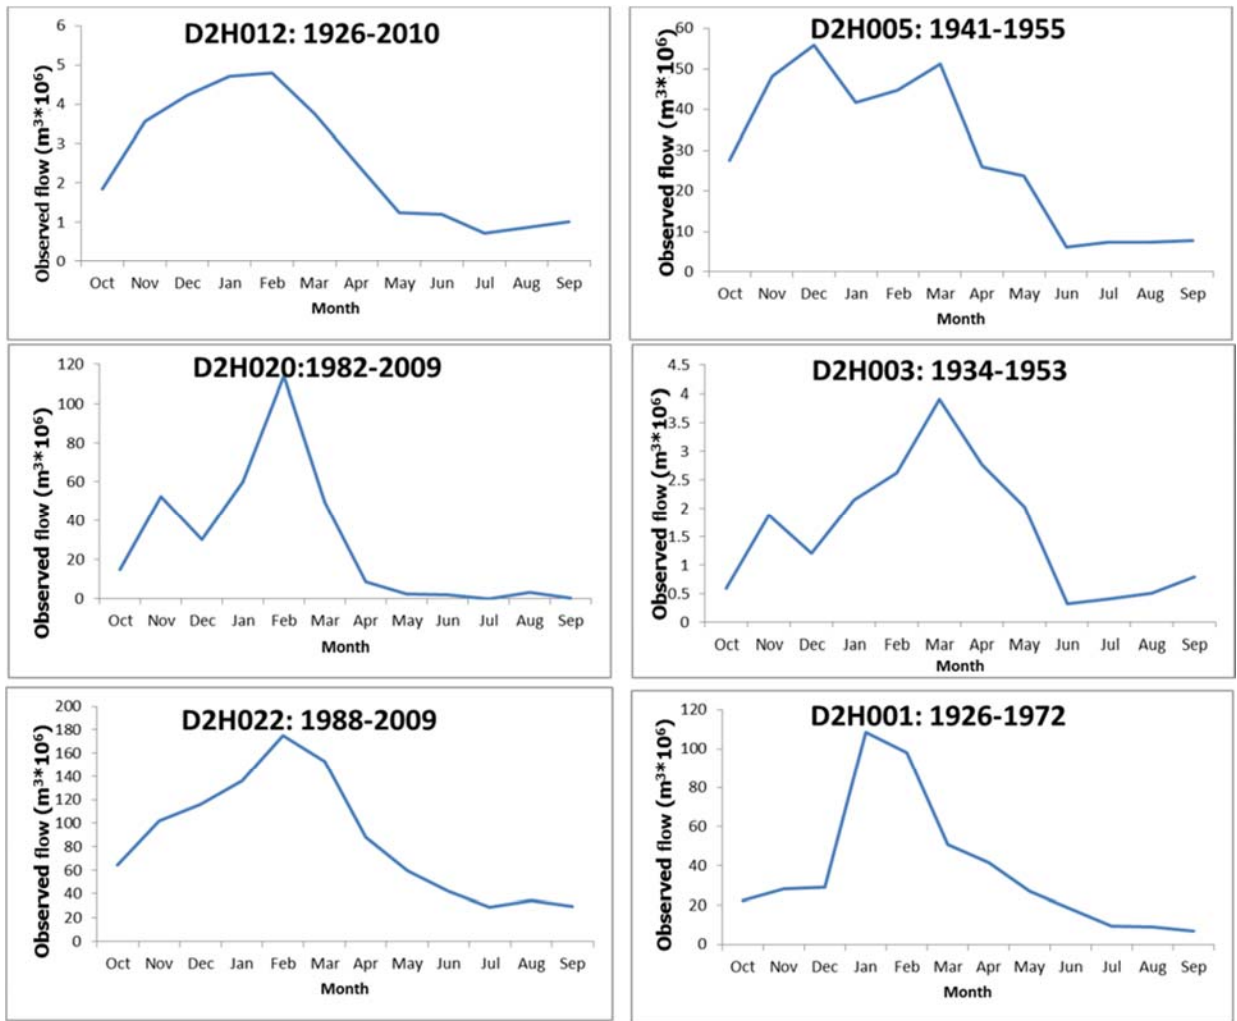 D2H012: 1926-2010
Observed flow (m³*10⁶)
6
5
4
3
2
1
0
Oct Nov Dec Jan Feb Mar Apr May Jun Jul Aug Sep
Month
D2H005: 1941-1955
Observed flow (m³*10⁶)
60
50
40
30
20
10
0
Oct Nov Dec Jan Feb Mar Apr May Jun Jul Aug Sep
Month
D2H020:1982-2009
Observed flow (m³*10⁶)
120
100
80
60
40
20
0
Oct Nov Dec Jan Feb Mar Apr May Jun Jul Aug Sep
Month
D2H003: 1934-1953
Observed flow (m³*10⁶)
4.5
4
3.5
3
2.5
2
1.5
1
0.5
0
Oct Nov Dec Jan Feb Mar Apr May Jun Jul Aug Sep
Month
D2H022: 1988-2009
Observed flow (m³*10⁶)
200
180
160
140
120
100
80
60
40
20
0
Oct Nov Dec Jan Feb Mar Apr May Jun Jul Aug Sep
Month
D2H001: 1926-1972
Observed flow (m³*10⁶)
120
100
80
60
40
20
0
Oct Nov Dec Jan Feb Mar Apr May Jun Jul Aug Sep
Month